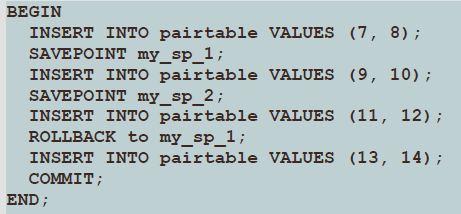 BEGIN
INSERT INTO pairtable VALUES (7, 8);
SAVEPOINT my_sp_1;
INSERT INTO pairtable VALUES (9, 10);
SAVEPOINT my_sp_2;
INSERT INTO pairtable VALUES (11, 12);
ROLLBACK to my_sp_1;
INSERT INTO pairtable VALUES (13, 14);
COMMIT;
END;